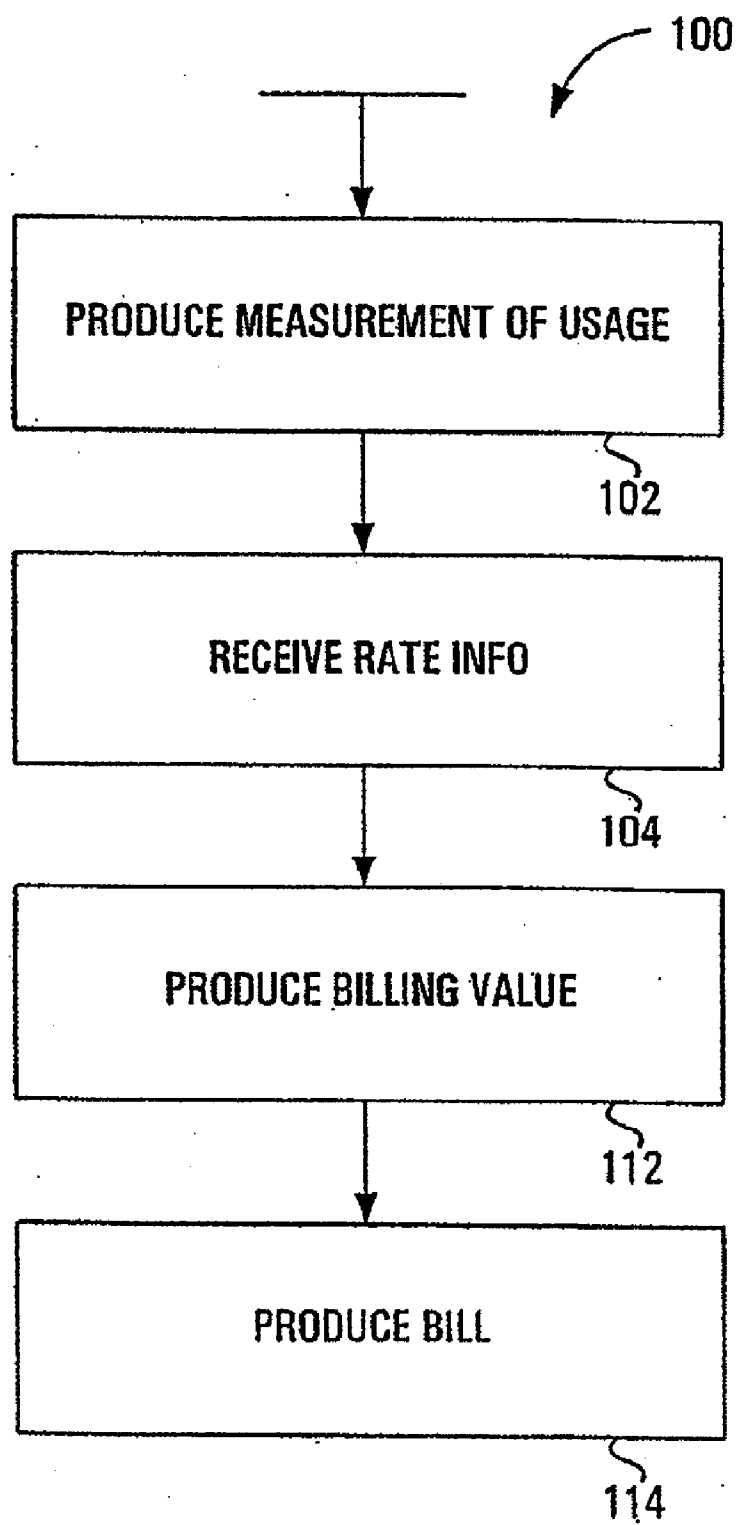 100
PRODUCE MEASUREMENT OF USAGE
102
RECEIVE RATE INFO
104
PRODUCE BILLING VALUE
112
PRODUCE BILL
114